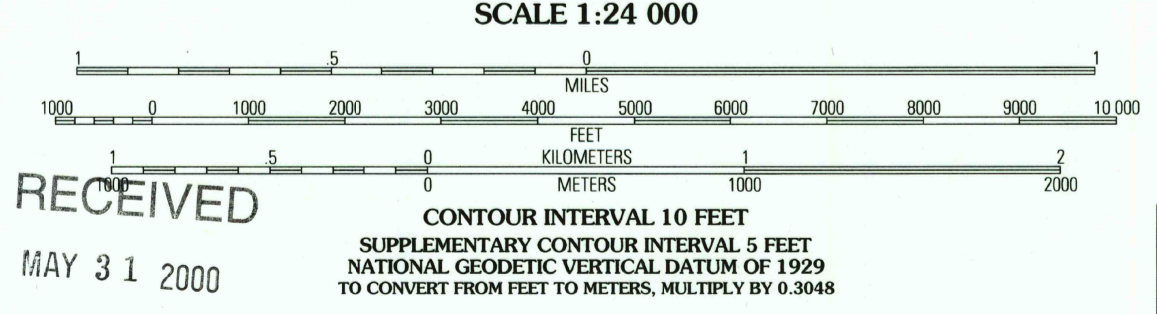 SCALE 1:24 000
1 .5 0 1
MILES
1000 0 1000 2000 3000 4000 5000 6000 7000 8000 9000 10 000
FEET
1 .5 0 KILOMETERS 1 2
1000 0 METERS 1000 2000
RECEIVED
MAY 31 2000
CONTOUR INTERVAL 10 FEET
SUPPLEMENTARY CONTOUR INTERVAL 5 FEET
NATIONAL GEODETIC VERTICAL DATUM OF 1929
TO CONVERT FROM FEET TO METERS, MULTIPLY BY 0.3048